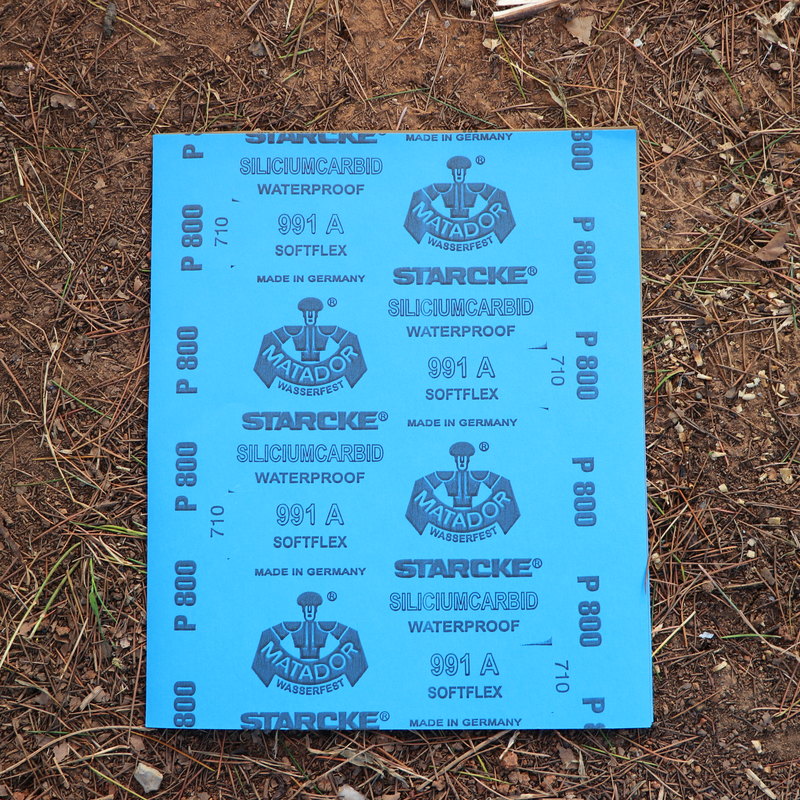 STARCKE®
SILICIUMCARBID
WATERPROOF
991 A
SOFTFLEX
MADE IN GERMANY
®
MATADOR
WASSERFEST
STARCKE®
SILICIUMCARBID
WATERPROOF
991 A
SOFTFLEX
MADE IN GERMANY
®
MATADOR
WASSERFEST
STARCKE®
MADE IN GERMANY
®
MATADOR
WASSERFEST
STARCKE®
SILICIUMCARBID
WATERPROOF
991 A
SOFTFLEX
MADE IN GERMANY
®
MATADOR
WASSERFEST
STARCKE®
SILICIUMCARBID
WATERPROOF
991 A
SOFTFLEX
MADE IN GERMANY
P
P 800
P 800
P 800
P 800
800
710
710
800
P 800
P 800
P 800
P 800
P 8
710
710